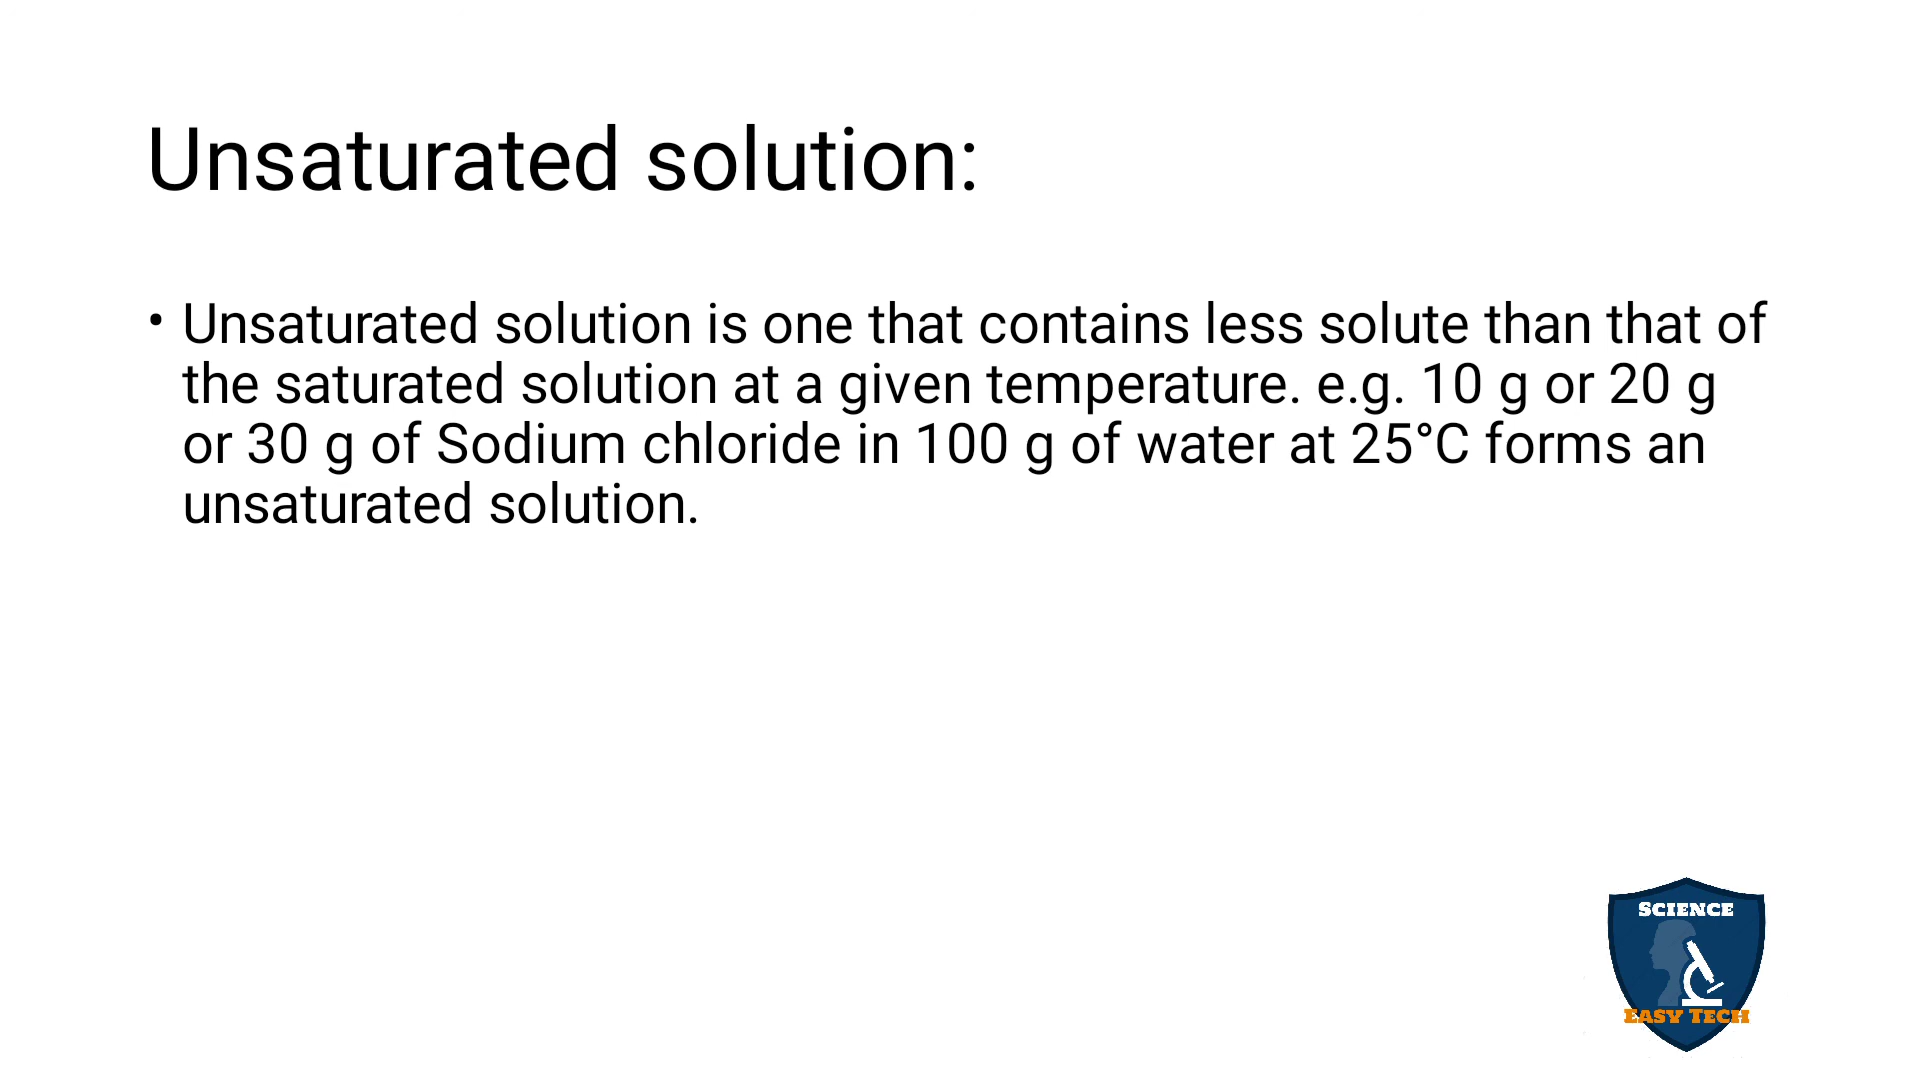 Unsaturated solution:
• Unsaturated solution is one that contains less solute than that of
the saturated solution at a given temperature. e.g. 10 g or 20 g
or 30 g of Sodium chloride in 100 g of water at 25°C forms an
unsaturated solution.
SCIENCE
EASY TECH